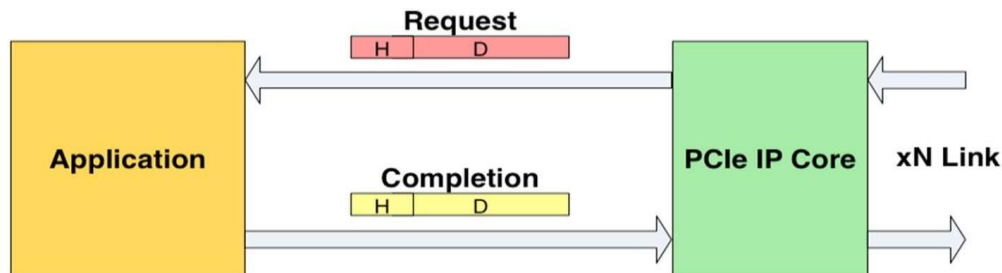 Request
H D
Application
PCIe IP Core
xN Link
Completion
H D